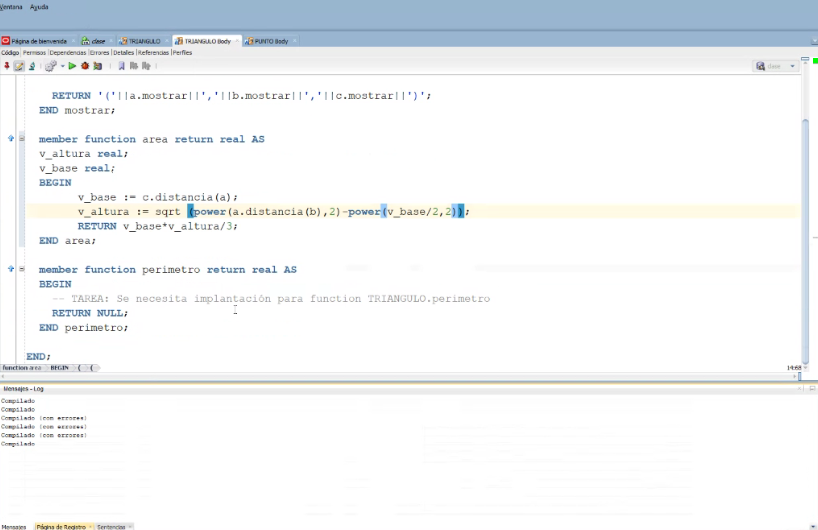 Ventana Ayuda
Página de bienvenida clase TRIANGULO TRIANGULO Body PUNTO Body
Código Permisos Dependencias Errores Detalles Referencias Perfiles
clase
RETURN '('||a.mostrar||','||b.mostrar||','||c.mostrar||')';
END mostrar;
member function area return real AS
v_altura real;
v_base real;
BEGIN
v_base := c.distancia(a);
v_altura := sqrt (power(a.distancia(b),2)-power(v_base/2,2));
RETURN v_base*v_altura/3;
END area;
member function perimetro return real AS
BEGIN
-- TAREA: Se necesita implantación para function TRIANGULO.perimetro
RETURN NULL;
END perimetro;
END;
function area BEGIN ( (
14:68
Mensajes - Log
Compilado
Compilado
Compilado (con errores)
Compilado (con errores)
Compilado (con errores)
Compilado
Mensajes Página de Registro Sentencias